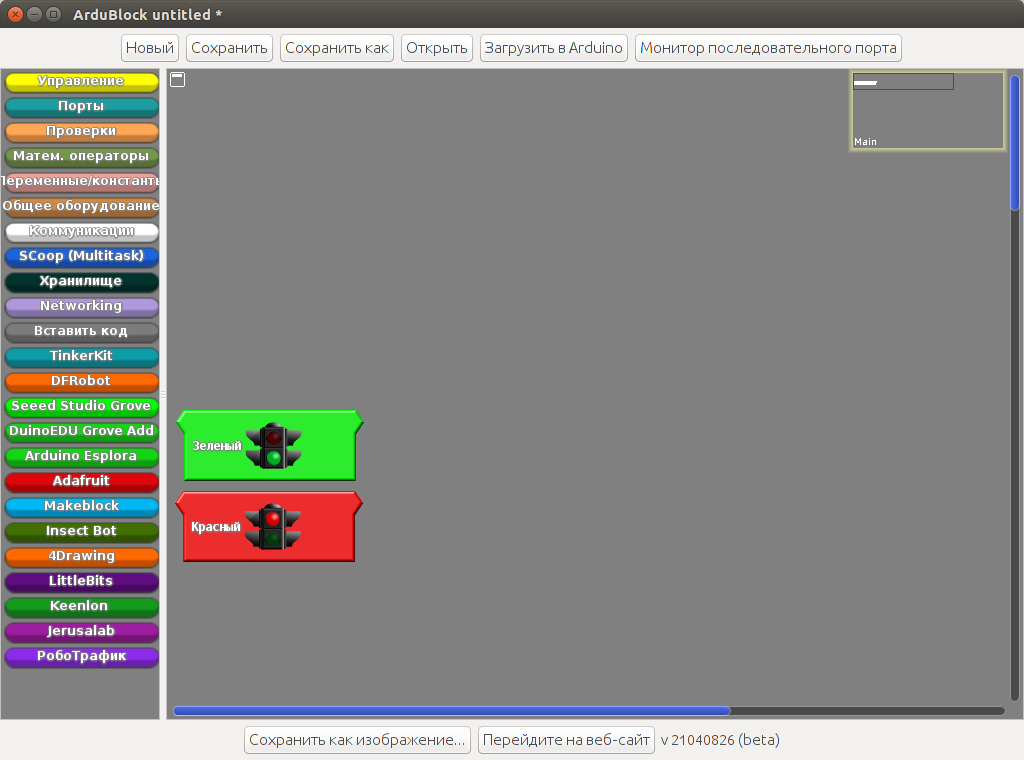 ArduBlock untitled *
Новый Сохранить Сохранить как Открыть Загрузить в Arduino Монитор последовательного порта
Управление
Порты
Проверки
Матем. операторы
Переменные/константы
Общее оборудование
Коммуникации
SCoop (Multitask)
Хранилище
Networking
Вставить код
TinkerKit
DFRobot
Seeed Studio Grove
DuinoEDU Grove Add
Arduino Esplora
Adafruit
Makeblock
Insect Bot
4Drawing
LittleBits
Keenlon
Jerusalab
РобоТрафик
Main
Зеленый
Красный
Сохранить как изображение... Перейдите на веб-сайт v 21040826 (beta)